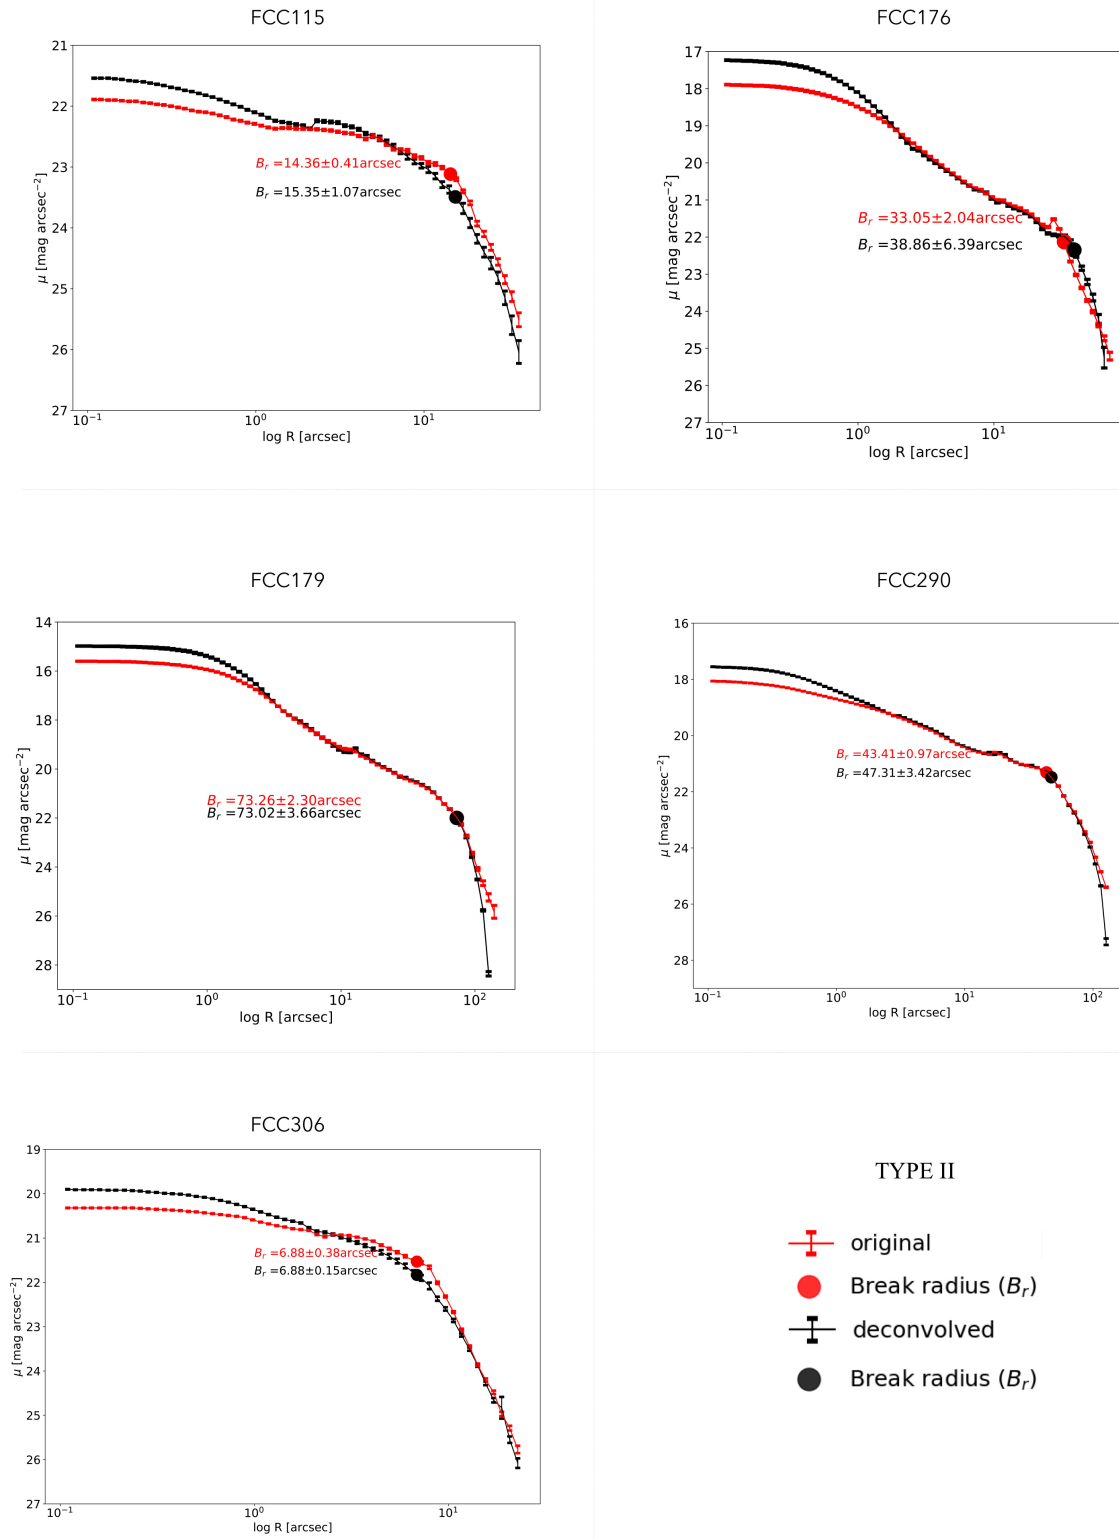 FCC115
21
22
23
24
25
26
27
μ [mag arcsec⁻²]
B_r =14.36±0.41arcsec
B_r =15.35±1.07arcsec
10⁻¹ 10⁰ 10¹
log R [arcsec]
FCC176
17
18
19
20
21
22
23
24
25
26
27
μ [mag arcsec⁻²]
B_r =33.05±2.04arcsec
B_r =38.86±6.39arcsec
10⁻¹ 10⁰ 10¹
log R [arcsec]
FCC179
14
16
18
20
22
24
26
28
μ [mag arcsec⁻²]
B_r =73.26±2.30arcsec
B_r =73.02±3.66arcsec
10⁻¹ 10⁰ 10¹ 10²
log R [arcsec]
FCC290
16
18
20
22
24
26
28
μ [mag arcsec⁻²]
B_r =43.41±0.97arcsec
B_r =47.31±3.42arcsec
10⁻¹ 10⁰ 10¹ 10²
log R [arcsec]
FCC306
19
20
21
22
23
24
25
26
27
μ [mag arcsec⁻²]
B_r =6.88±0.38arcsec
B_r =6.88±0.15arcsec
10⁻¹ 10⁰ 10¹
log R [arcsec]
TYPE II
original
Break radius (B_r)
deconvolved
Break radius (B_r)